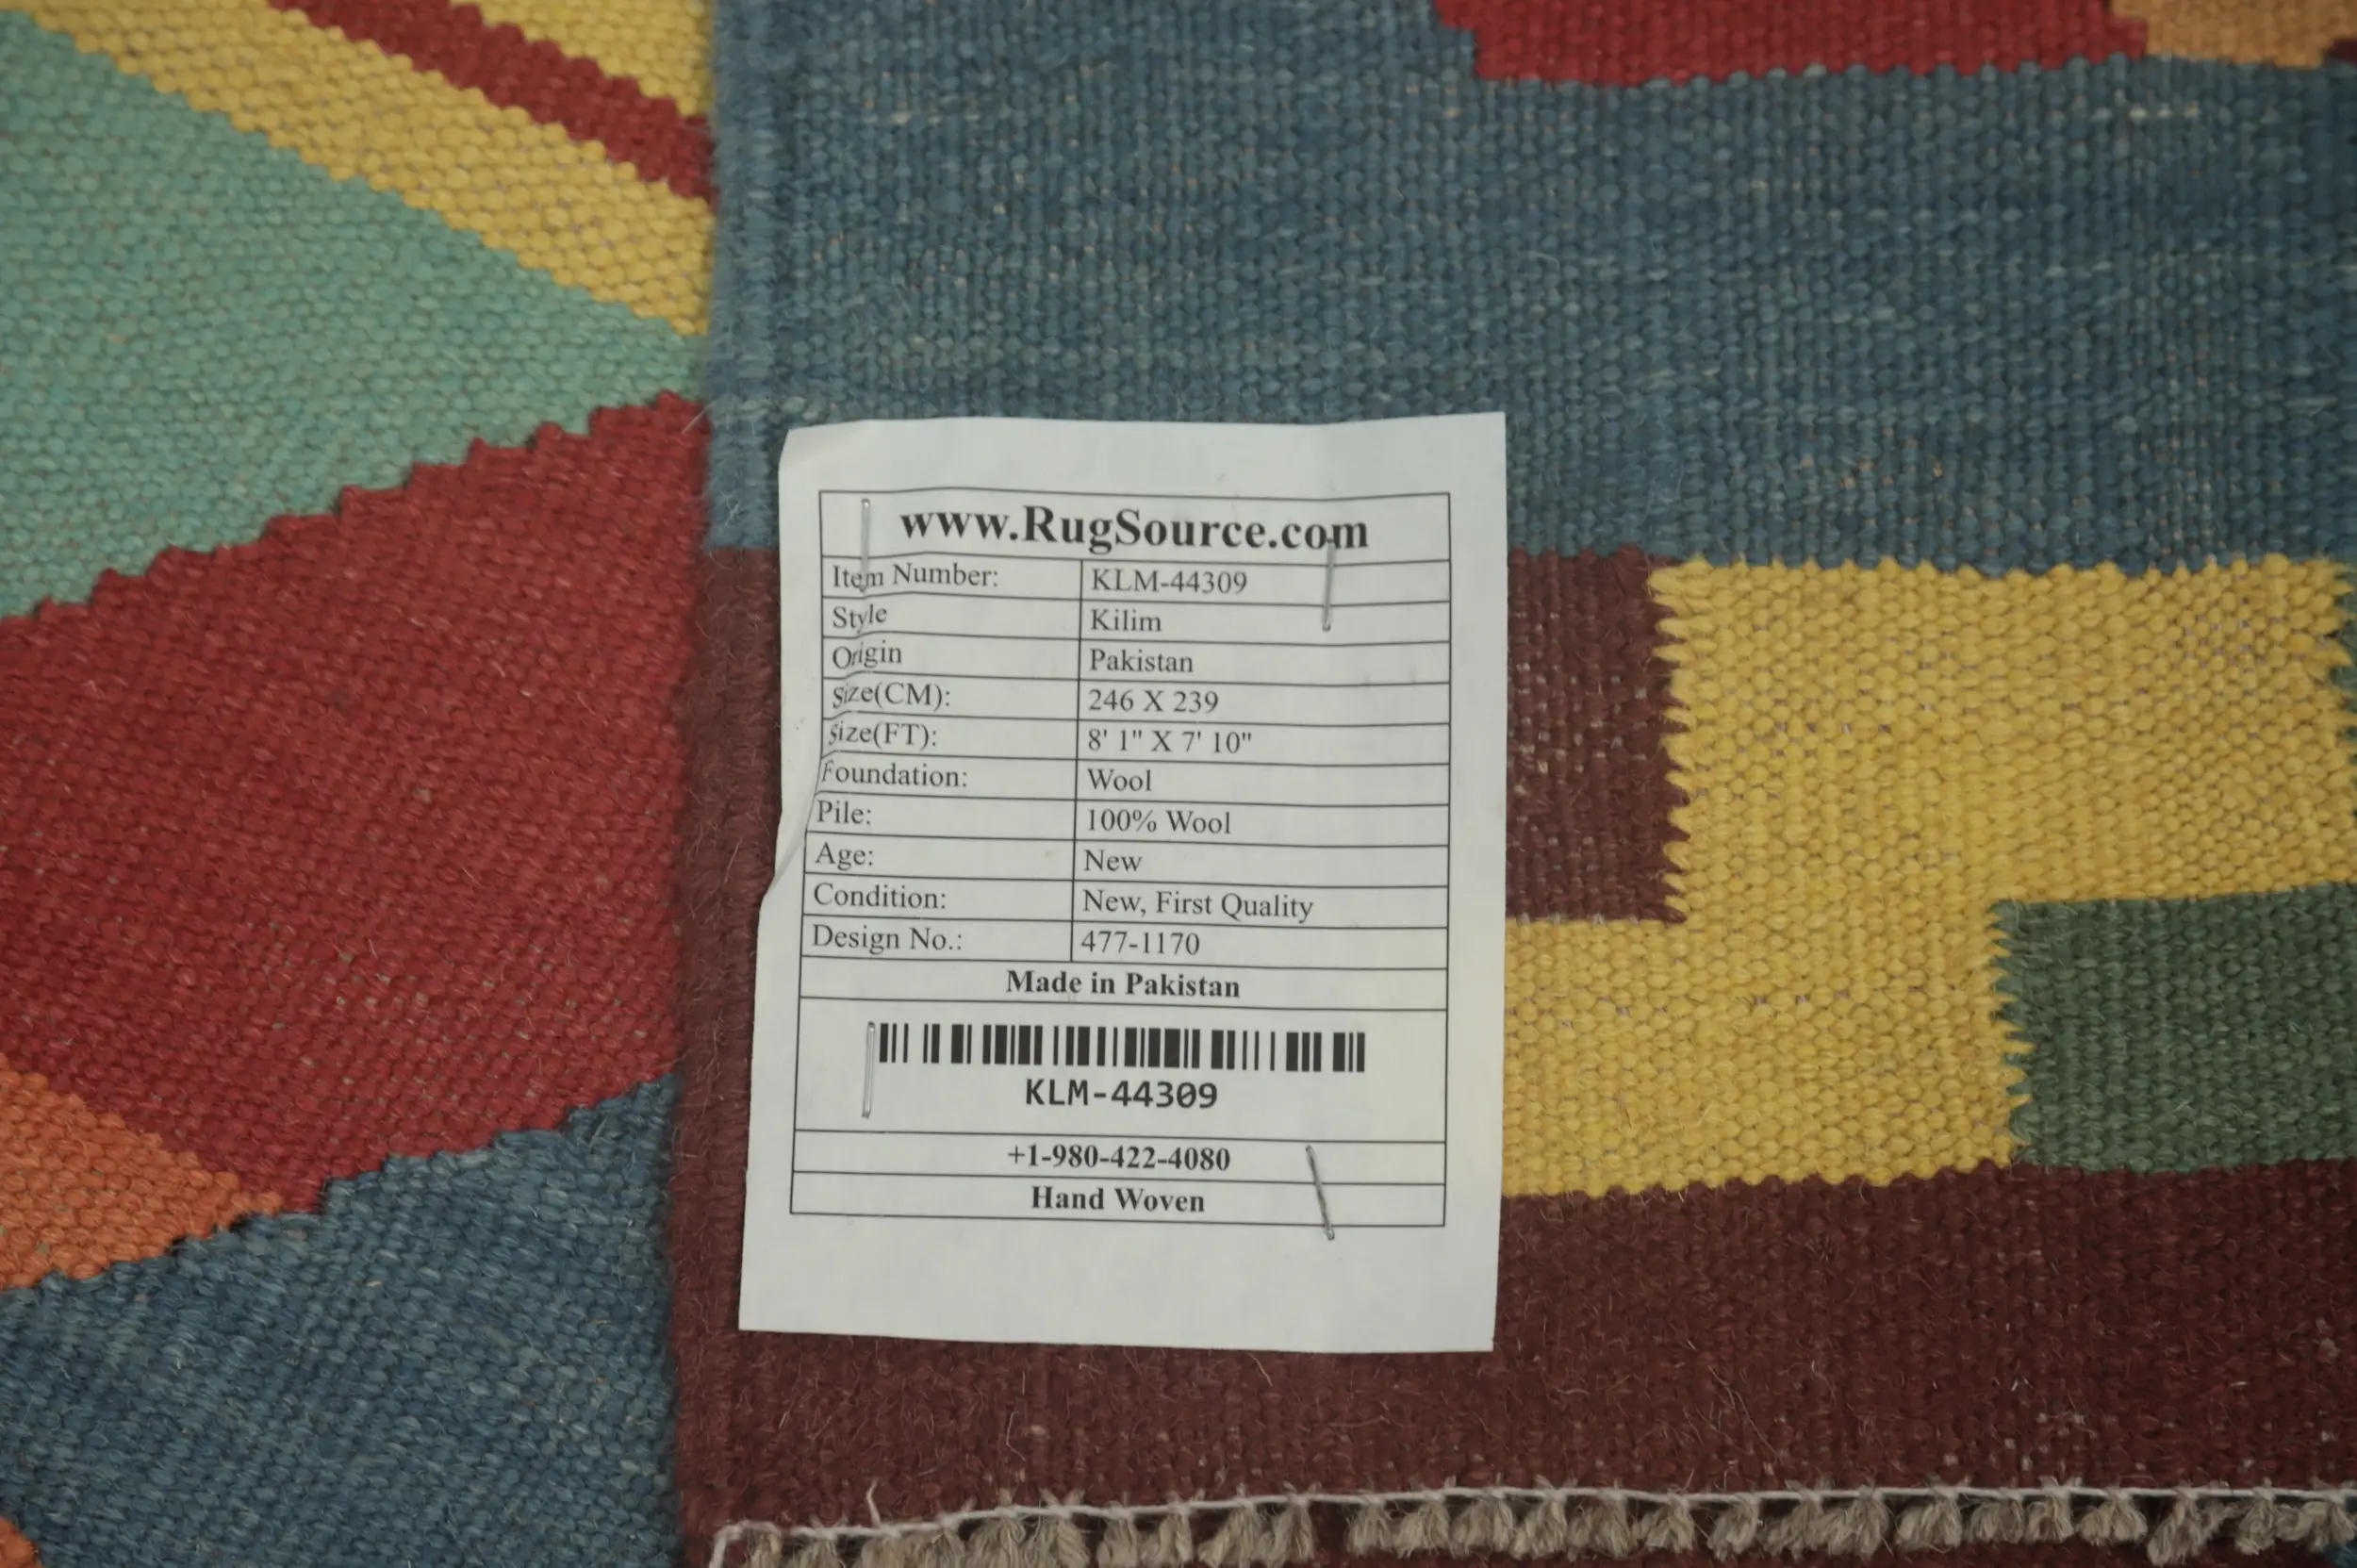 www.RugSource.com
Item Number: KLM-44309
Style Kilim
Origin Pakistan
Size(CM): 246 X 239
Size(FT): 8' 1" X 7' 10"
Foundation: Wool
Pile: 100% Wool
Age: New
Condition: New, First Quality
Design No.: 477-1170
Made in Pakistan
KLM-44309
+1-980-422-4080
Hand Woven